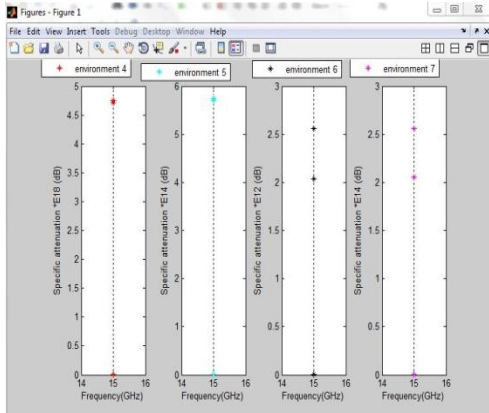 Figures - Figure 1
File Edit View Insert Tools Debug Desktop Window Help
environment 4
environment 5
environment 6
environment 7
Specific attenuation *E18 (dB)
5
4.5
4
3.5
3
2.5
2
1.5
1
0.5
0
14 15 16
Frequency(GHz)
Specific attenuation *E14 (dB)
6
5
4
3
2
1
0
14 15 16
Frequency(GHz)
Specific attenuation *E12 (dB)
3
2.5
2
1.5
1
0.5
0
14 15 16
Frequency(GHz)
Specific attenuation *E14 (dB)
3
2.5
2
1.5
1
0.5
0
14 15 16
Frequency(GHz)